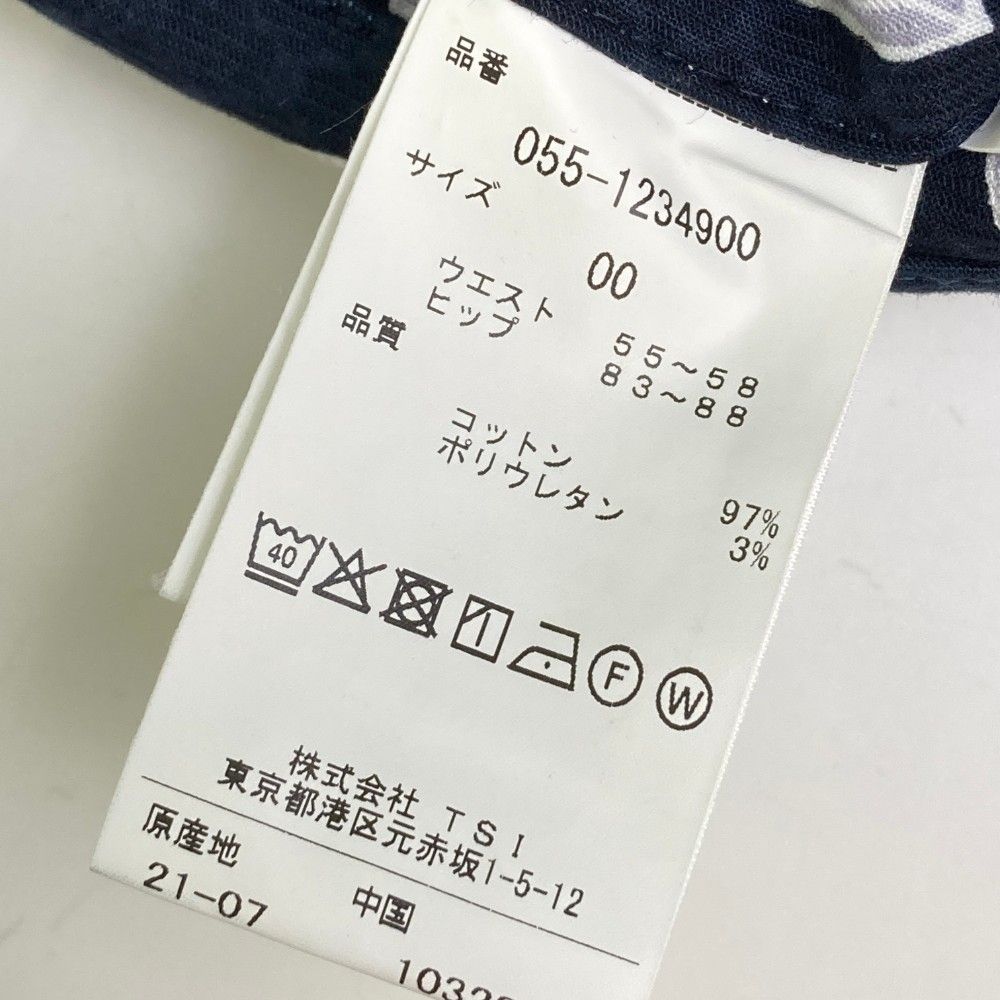 品番
055-1234900
サイズ
00
ウエスト 55～58
ヒップ 83～88
品質
コットン 97%
ポリウレタン 3%
40
F
W
株式会社 TSI
東京都港区元赤坂1-5-12
原産地
中国
21-07